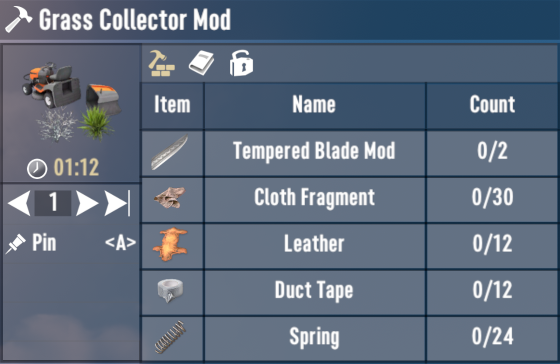 Grass Collector Mod
01:12
1
Pin <A>
Item Name Count
Tempered Blade Mod 0/2
Cloth Fragment 0/30
Leather 0/12
Duct Tape 0/12
Spring 0/24